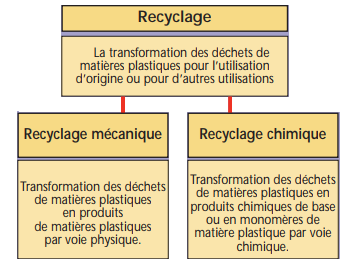 Recyclage
La transformation des déchets de
matières plastiques pour l'utilisation
d'origine ou pour d'autres utilisations
Recyclage mécanique
Transformation des déchets
de matières plastiques
en produits
de matières plastiques
par voie physique.
Recyclage chimique
Transformation des déchets
de matières plastiques en
produits chimiques de base
ou en monomères de
matière plastique par voie
chimique.